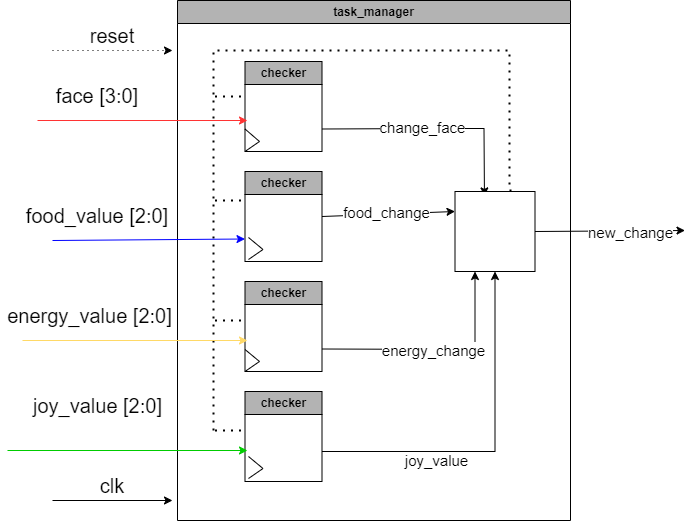 task_manager
reset
checker
face [3:0]
change_face
checker
food_value [2:0]
food_change
new_change
checker
energy_value [2:0]
energy_change
checker
joy_value [2:0]
joy_value
clk